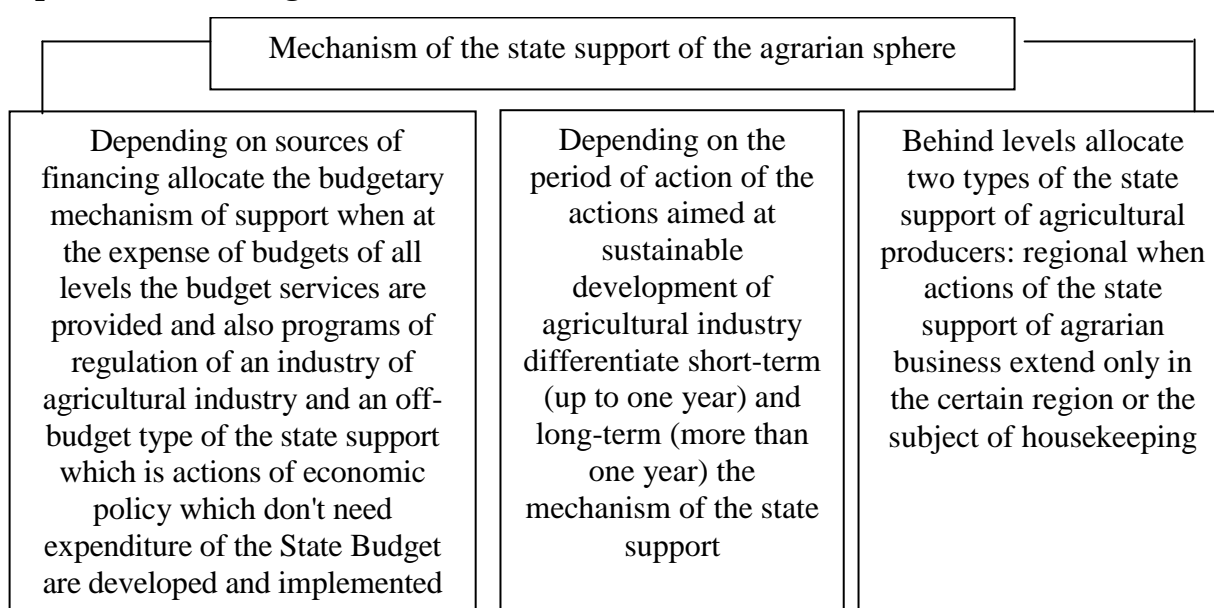 Mechanism of the state support of the agrarian sphere
Depending on sources of
financing allocate the budgetary
mechanism of support when at
the expense of budgets of all
levels the budget services are
provided and also programs of
regulation of an industry of
agricultural industry and an off-
budget type of the state support
which is actions of economic
policy which don't need
expenditure of the State Budget
are developed and implemented
Depending on the
period of action of the
actions aimed at
sustainable
development of
agricultural industry
differentiate short-term
(up to one year) and
long-term (more than
one year) the
mechanism of the state
support
Behind levels allocate
two types of the state
support of agricultural
producers: regional when
actions of the state
support of agrarian
business extend only in
the certain region or the
subject of housekeeping